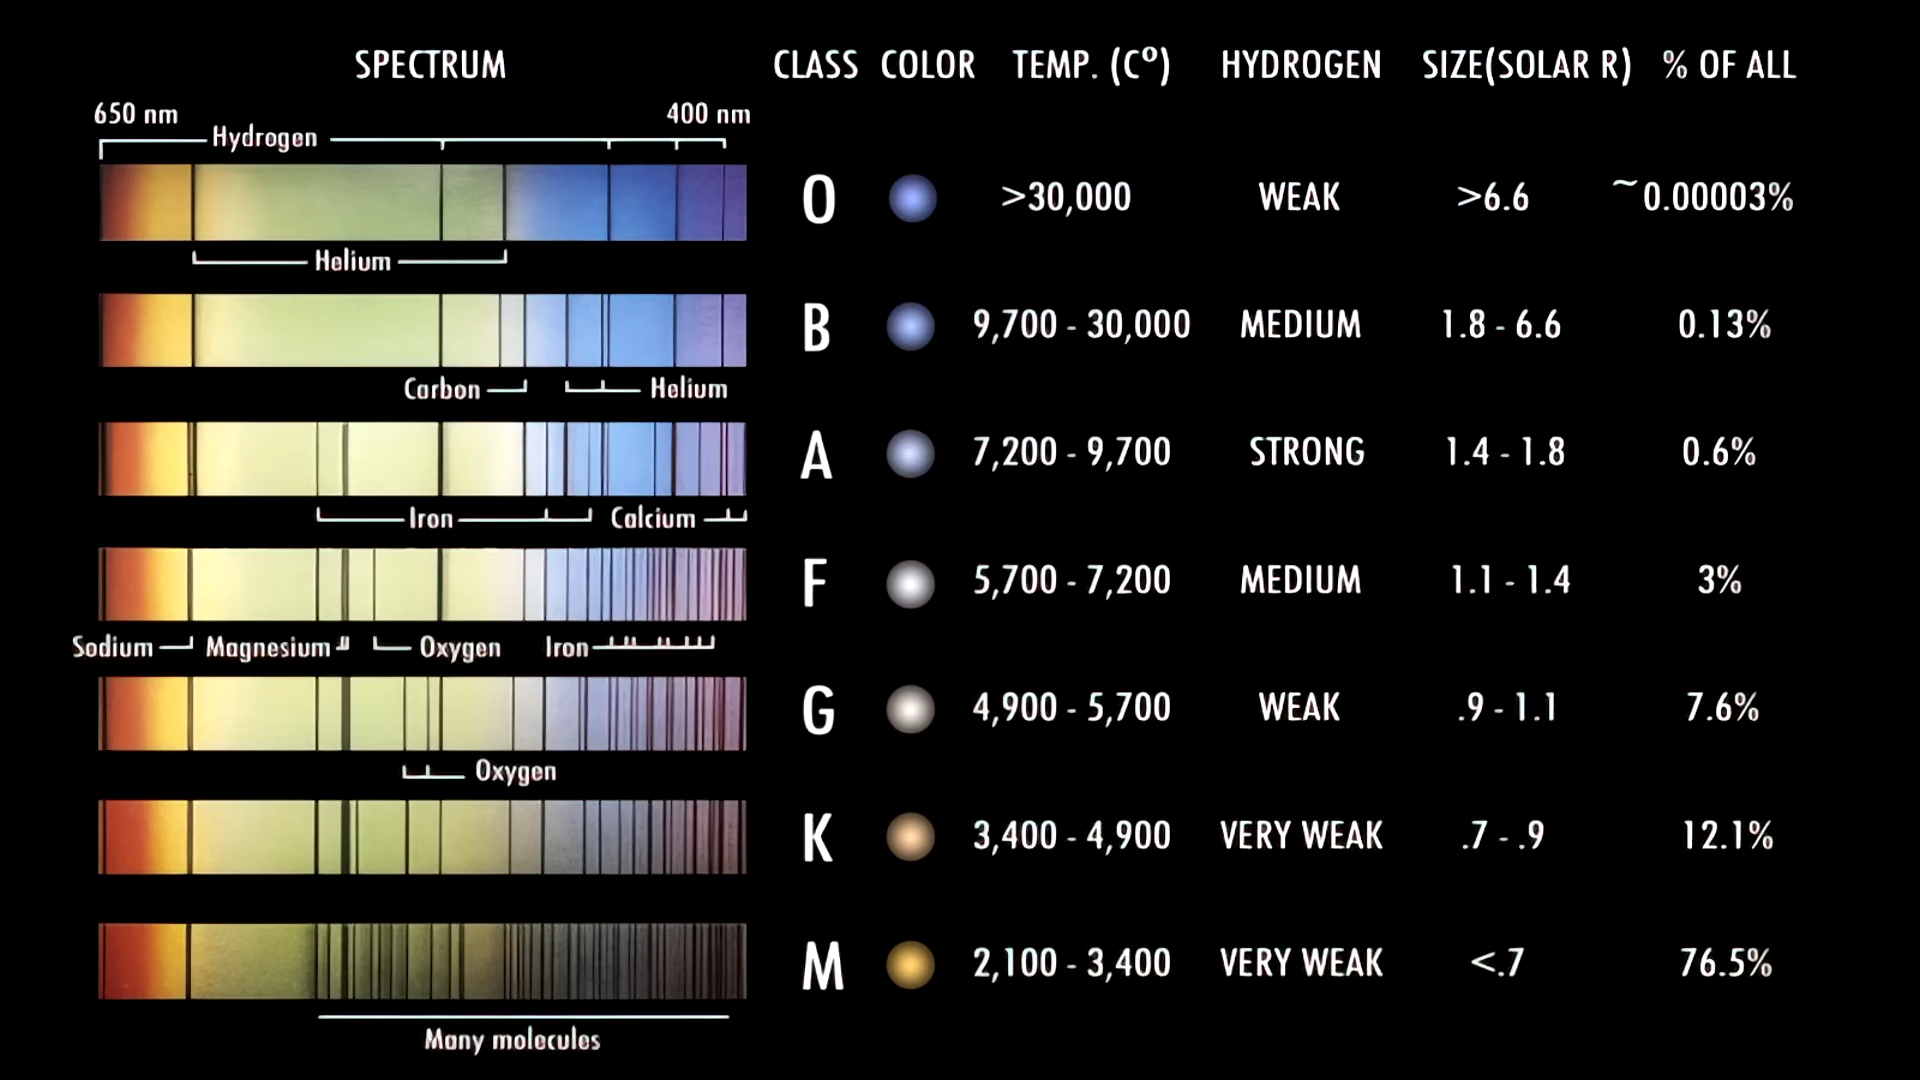 SPECTRUM CLASS COLOR TEMP. (Cº) HYDROGEN SIZE(SOLAR R) % OF ALL
650 nm 400 nm
Hydrogen
O >30,000 WEAK >6.6 ~0.00003%
Helium
B 9,700 - 30,000 MEDIUM 1.8 - 6.6 0.13%
Carbon Helium
A 7,200 - 9,700 STRONG 1.4 - 1.8 0.6%
Iron Calcium
F 5,700 - 7,200 MEDIUM 1.1 - 1.4 3%
Sodium Magnesium Oxygen Iron
G 4,900 - 5,700 WEAK .9 - 1.1 7.6%
Oxygen
K 3,400 - 4,900 VERY WEAK .7 - .9 12.1%
M 2,100 - 3,400 VERY WEAK <.7 76.5%
Many molecules